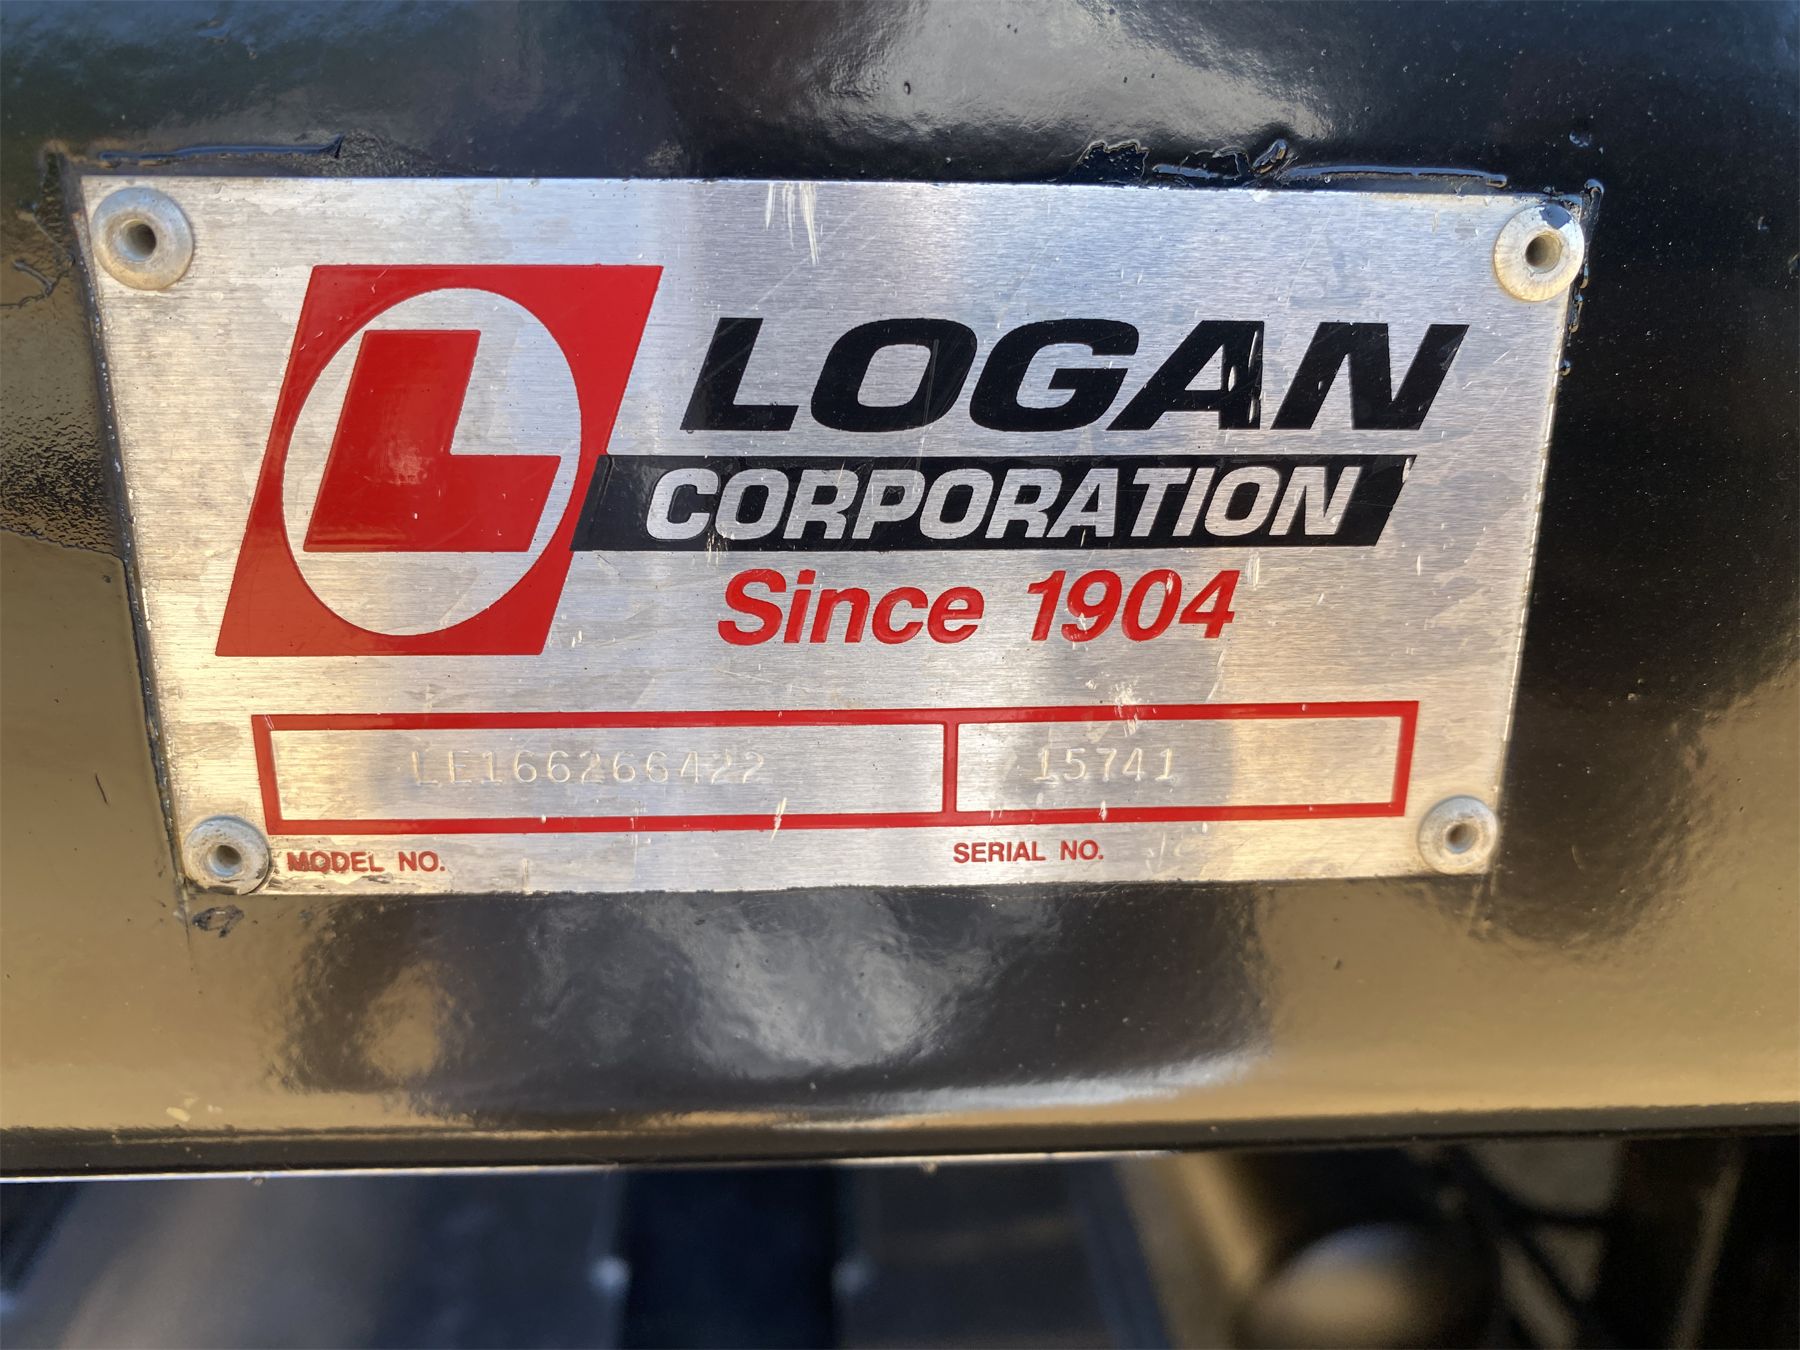 L
LOGAN
CORPORATION
Since 1904
LE166266422 15741
MODEL NO. SERIAL NO.